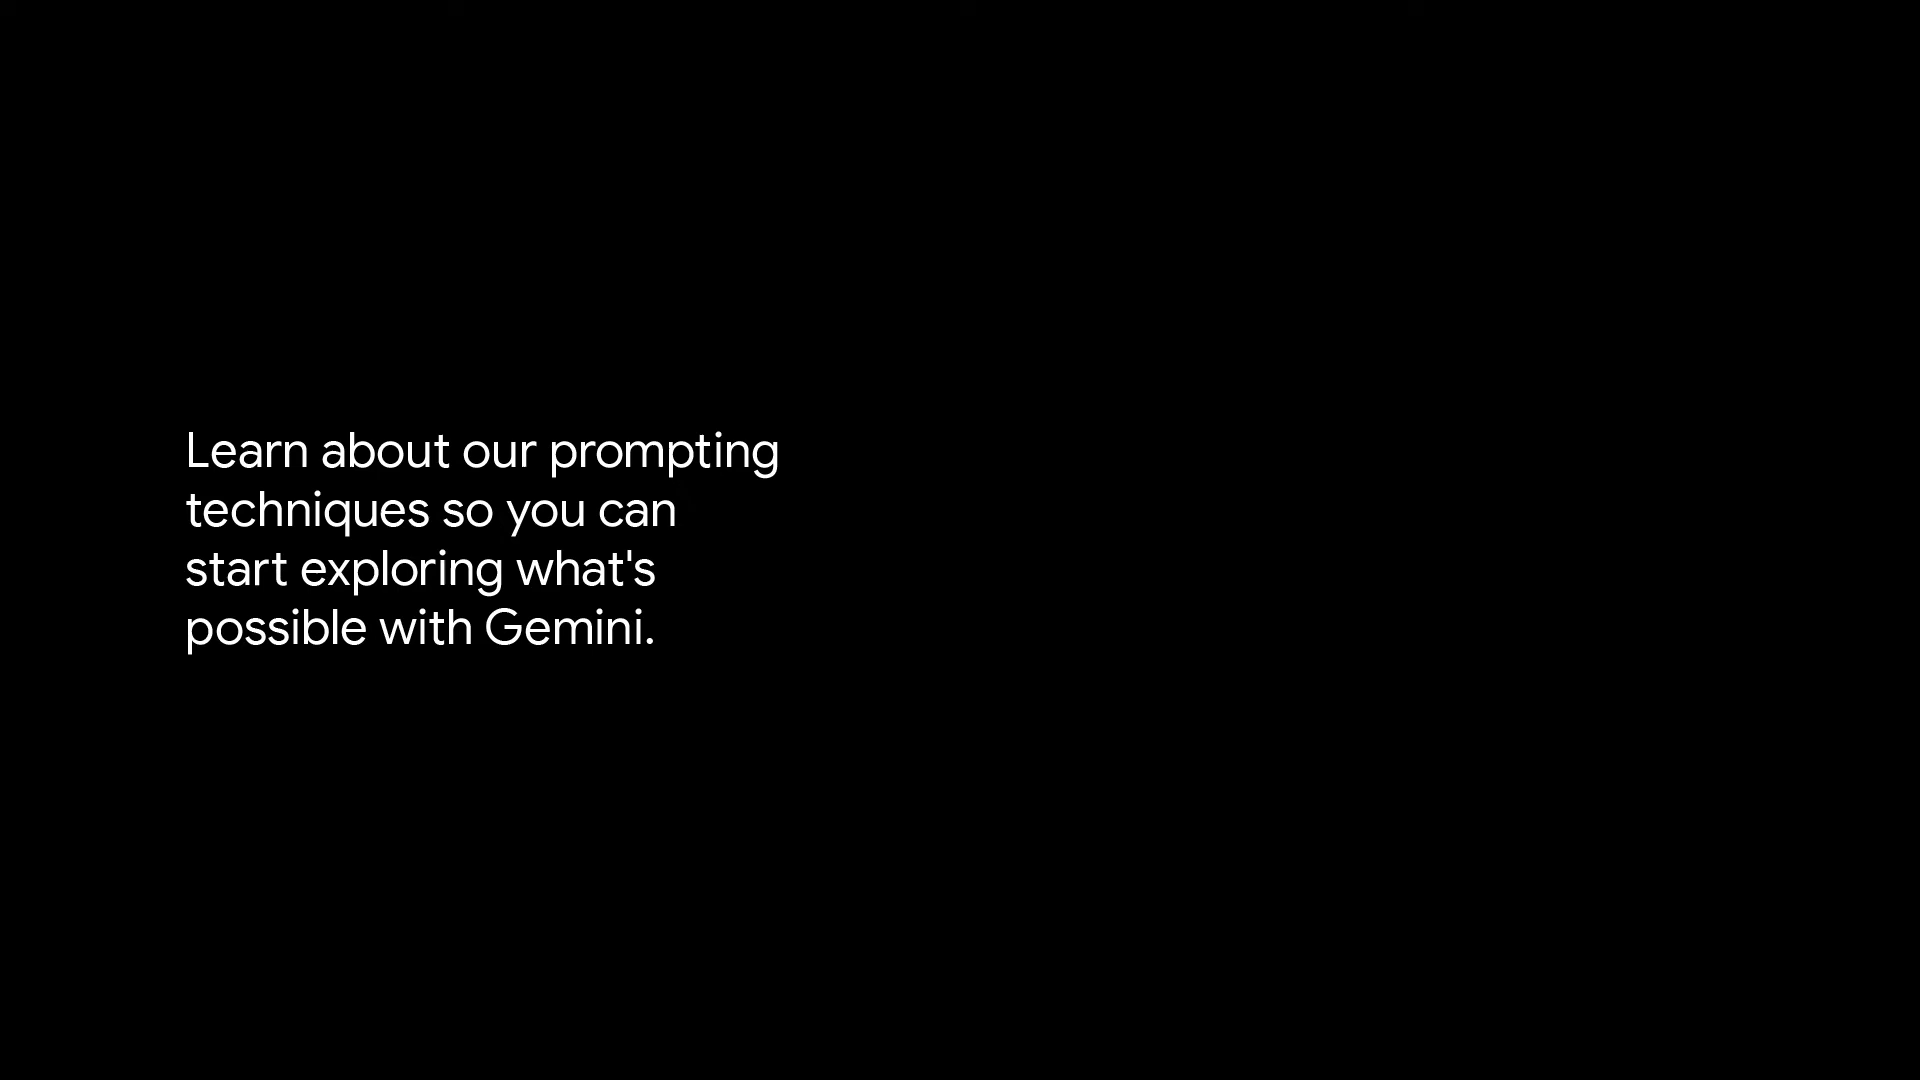 Learn about our prompting
techniques so you can
start exploring what's
possible with Gemini.